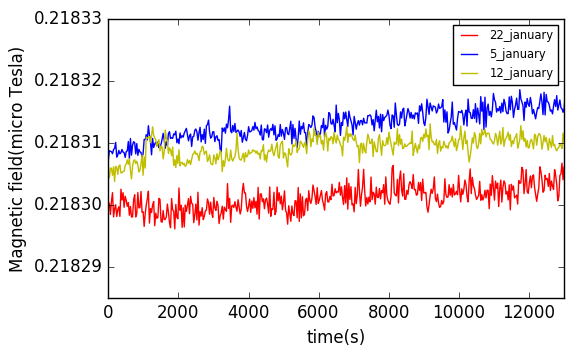 0.21833
0.21832
0.21831
0.21830
0.21829
Magnetic field(micro Tesla)
22_january
5_january
12_january
0 2000 4000 6000 8000 10000 12000
time(s)